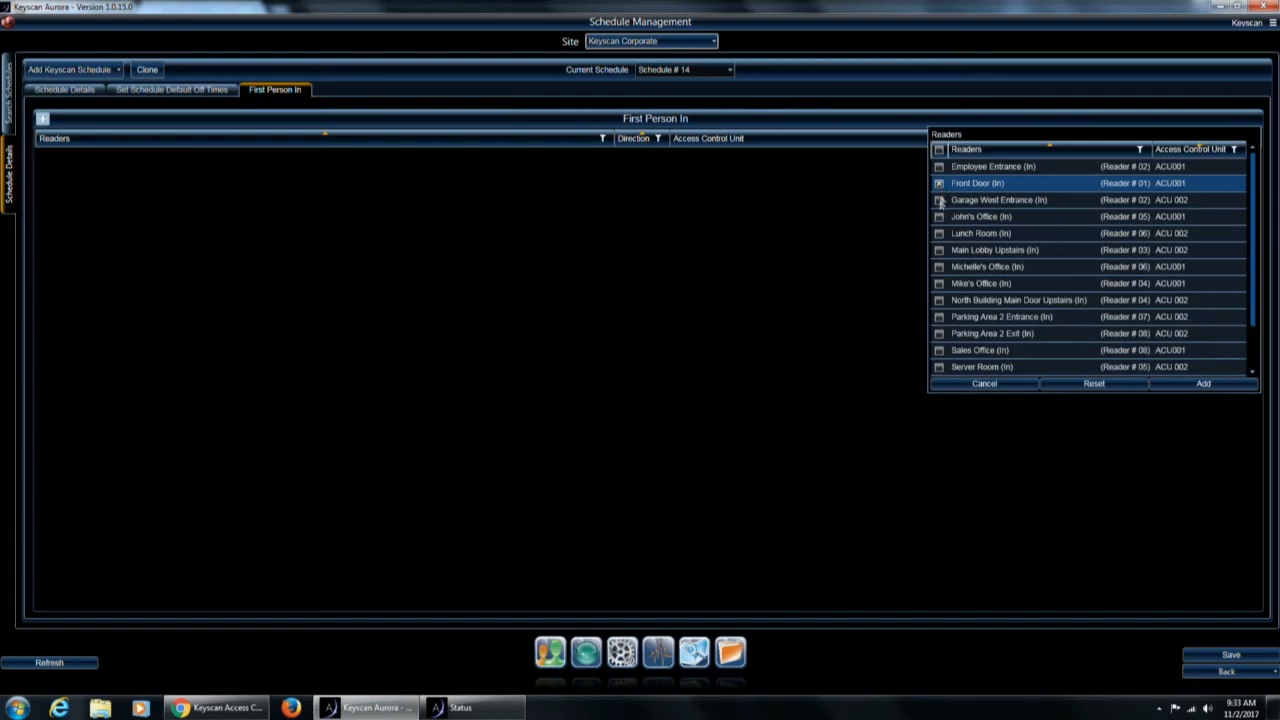 Keyscan Aurora - Version 1.0.15.0
Schedule Management
Keyscan
Site Keyscan Corporate
Search Schedules
Schedule Details
Add Keyscan Schedule Clone Current Schedule Schedule # 14
Schedule Details Set Schedule Default Off Times First Person In
First Person In
Readers Direction Access Control Unit
Readers
Readers Access Control Unit
Employee Entrance (In) (Reader # 02) ACU001
Front Door (In) (Reader # 01) ACU001
Garage West Entrance (In) (Reader # 02) ACU 002
John's Office (In) (Reader # 05) ACU001
Lunch Room (In) (Reader # 06) ACU 002
Main Lobby Upstairs (In) (Reader # 03) ACU 002
Michelle's Office (In) (Reader # 06) ACU001
Mike's Office (In) (Reader # 04) ACU001
North Building Main Door Upstairs (In) (Reader # 04) ACU 002
Parking Area 2 Entrance (In) (Reader # 07) ACU 002
Parking Area 2 Exit (In) (Reader # 08) ACU 002
Sales Office (In) (Reader # 08) ACU001
Server Room (In) (Reader # 05) ACU 002
Cancel Reset Add
Refresh
Save
Back
Keyscan Access C... Keyscan Aurora - ... Status
9:33 AM
11/2/2017